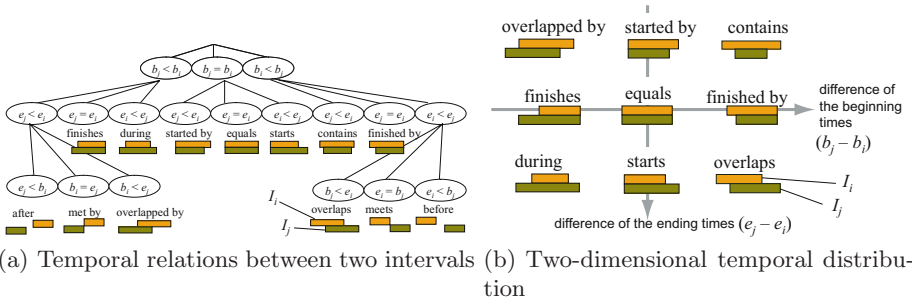 b_j < b_i b_j = b_i b_i < b_j
e_j < e_i e_j = e_i e_i < e_j e_j < e_i e_j = e_i e_i < e_j e_j < e_i e_j = e_i e_i < e_j
finishes during started by equals starts contains finished by
e_j < b_i b_i = e_j b_i < e_j b_j < e_i e_i = b_j e_i < b_j
after met by overlapped by
I_i
I_j
overlaps meets before
(a) Temporal relations between two intervals
overlapped by started by contains
finishes equals finished by
difference of
the beginning
times
(b_j – b_i)
during starts overlaps
I_i
I_j
difference of the ending times (e_j – e_i)
(b) Two-dimensional temporal distribu-
tion